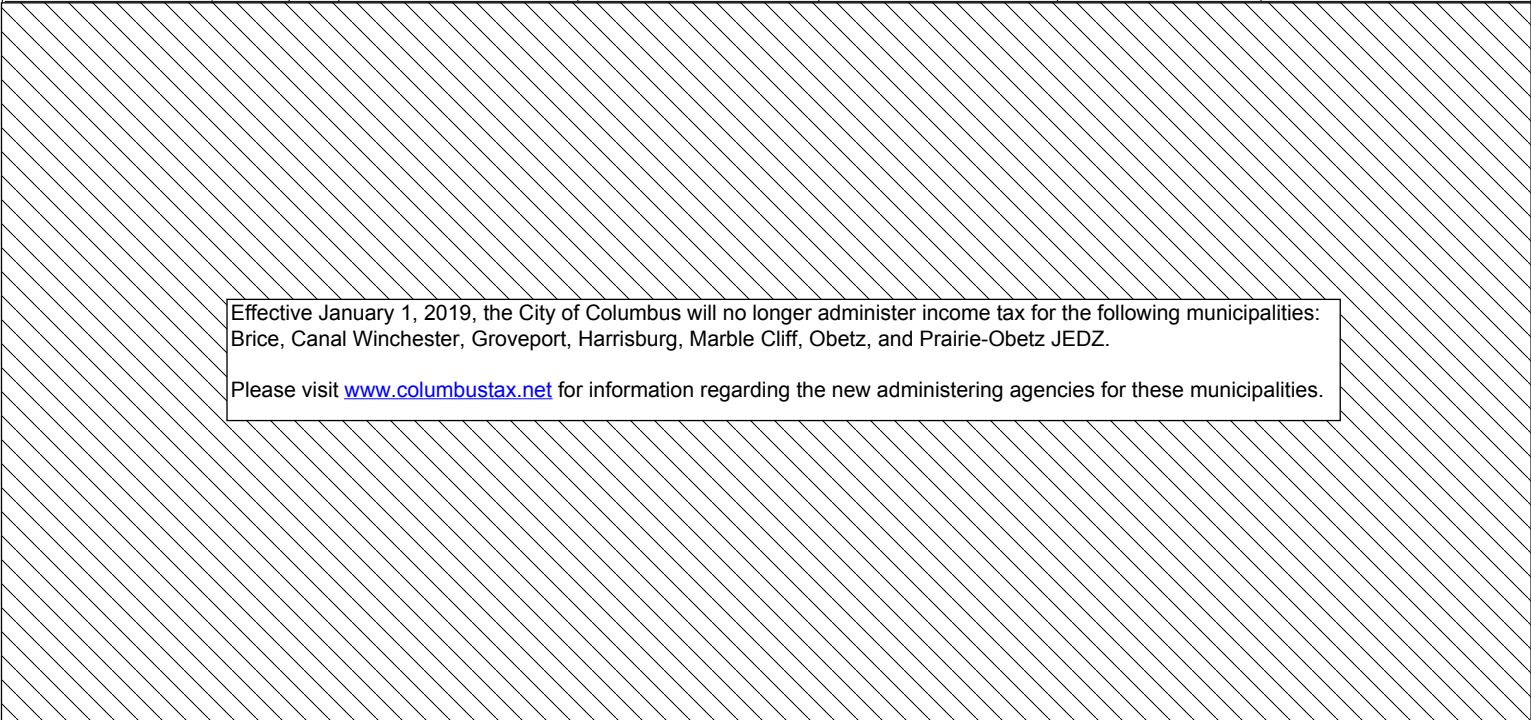 Effective January 1, 2019, the City of Columbus will no longer administer income tax for the following municipalities:
Brice, Canal Winchester, Groveport, Harrisburg, Marble Cliff, Obetz, and Prairie-Obetz JEDZ.
Please visit www.columbustax.net for information regarding the new administering agencies for these municipalities.